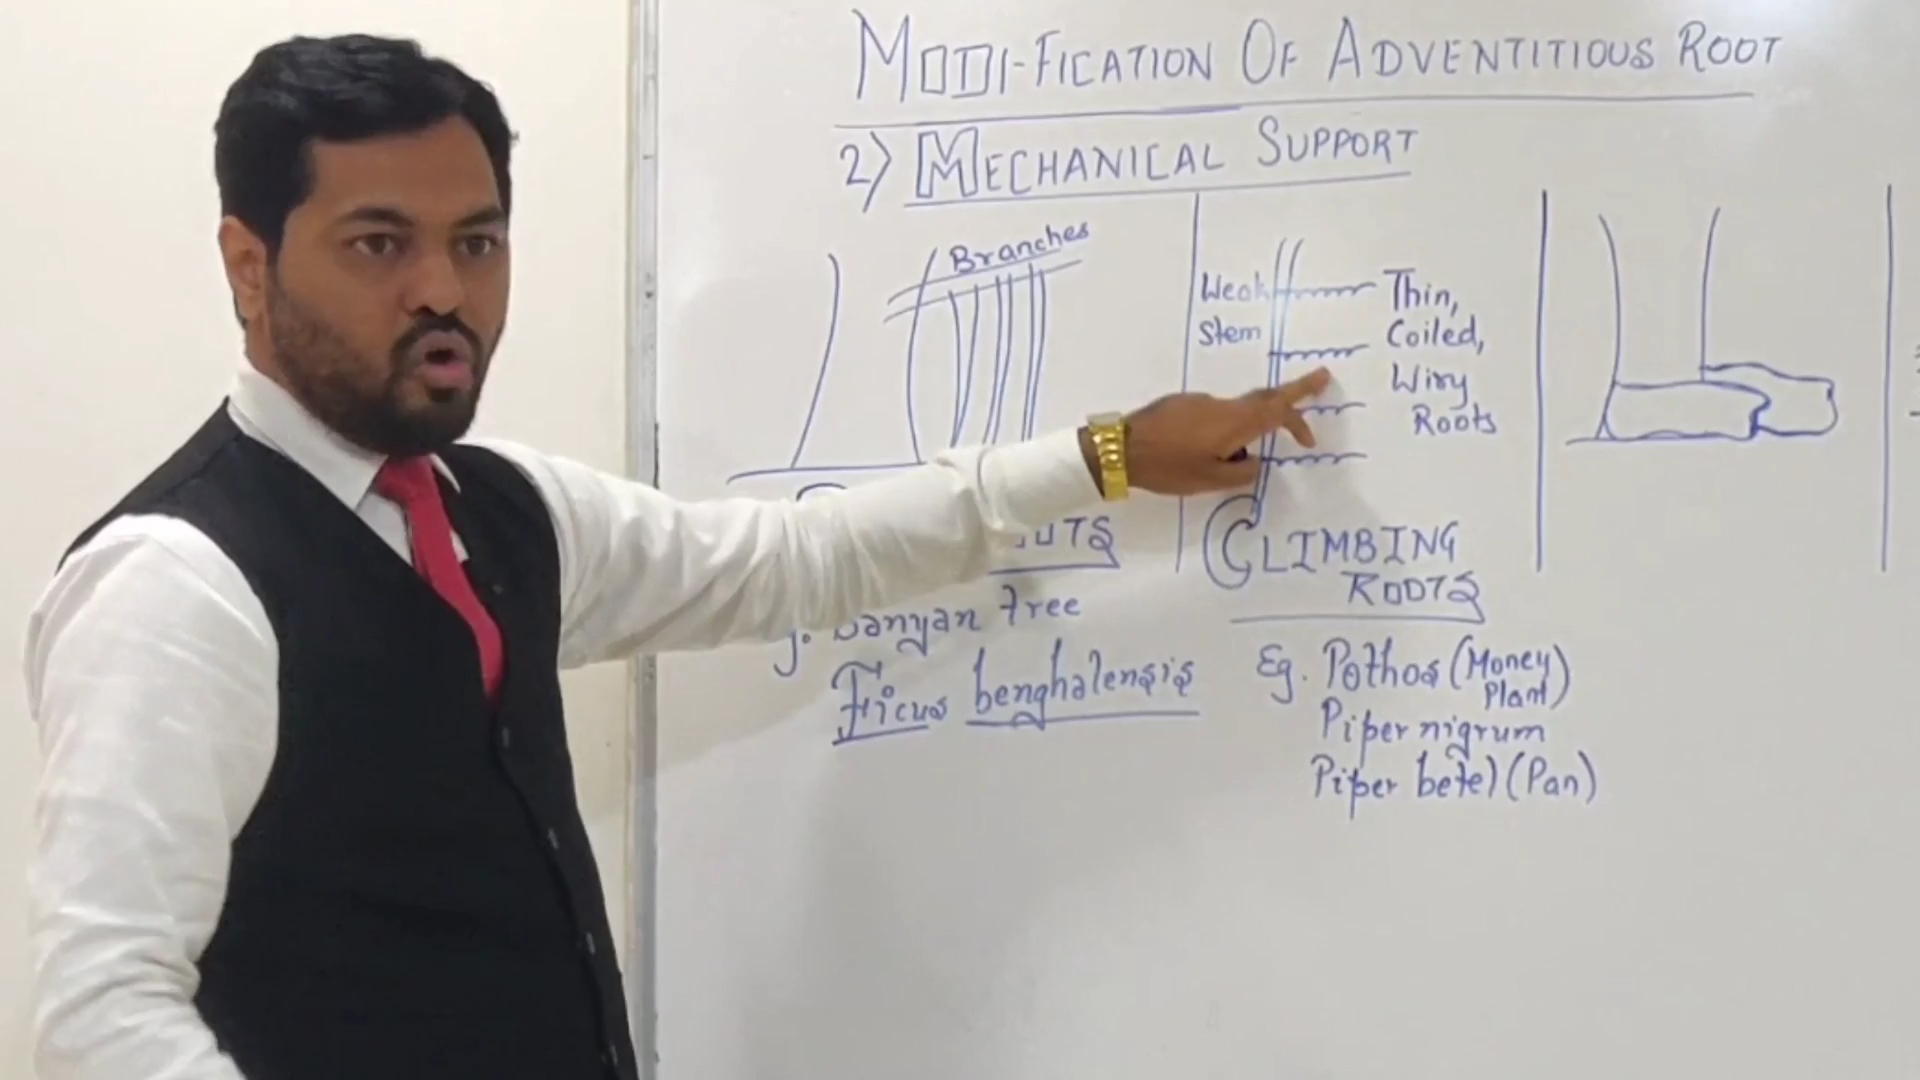 MODI-FICATION OF ADVENTITIOUS ROOT
2) MECHANICAL SUPPORT
Branches
Banyan Tree
Ficus benghalensis
Weak
Stem
Thin,
Coiled,
Wiry
Roots
CLIMBING
ROOTS
Eg. Pothos (Money
Plant)
Piper nigrum
Piper betel (Pan)